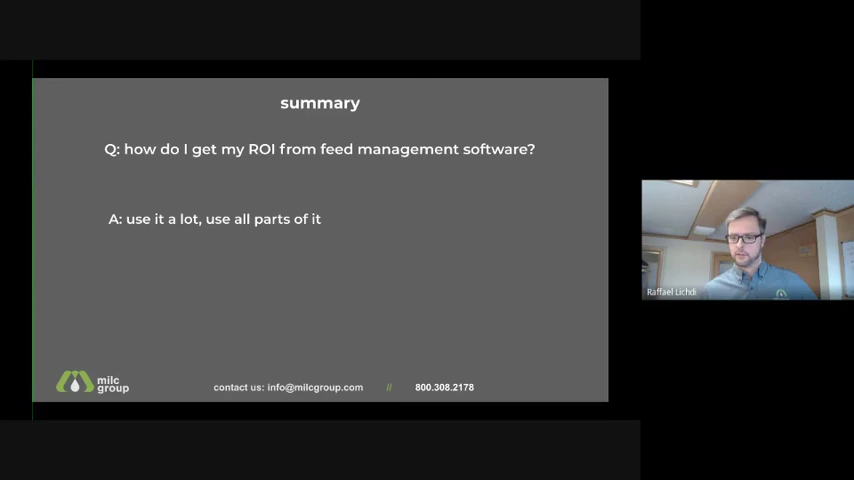 summary
Q: how do I get my ROI from feed management software?
A: use it a lot, use all parts of it
milc
group
contact us: info@milcgroup.com // 800.308.2178
Raffael Lichdi